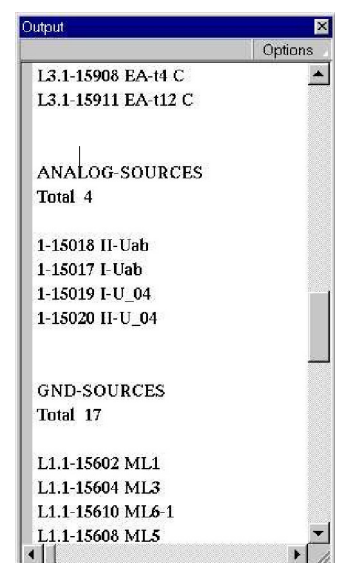 Output
Options
L3.1-15908 EA-t4 C
L3.1-15911 EA-t12 C
ANALOG-SOURCES
Total 4
1-15018 II-Uab
1-15017 I-Uab
1-15019 I-U_04
1-15020 II-U_04
GND-SOURCES
Total 17
L1.1-15602 ML1
L1.1-15604 ML3
L1.1-15610 ML6-1
L1.1-15608 ML5